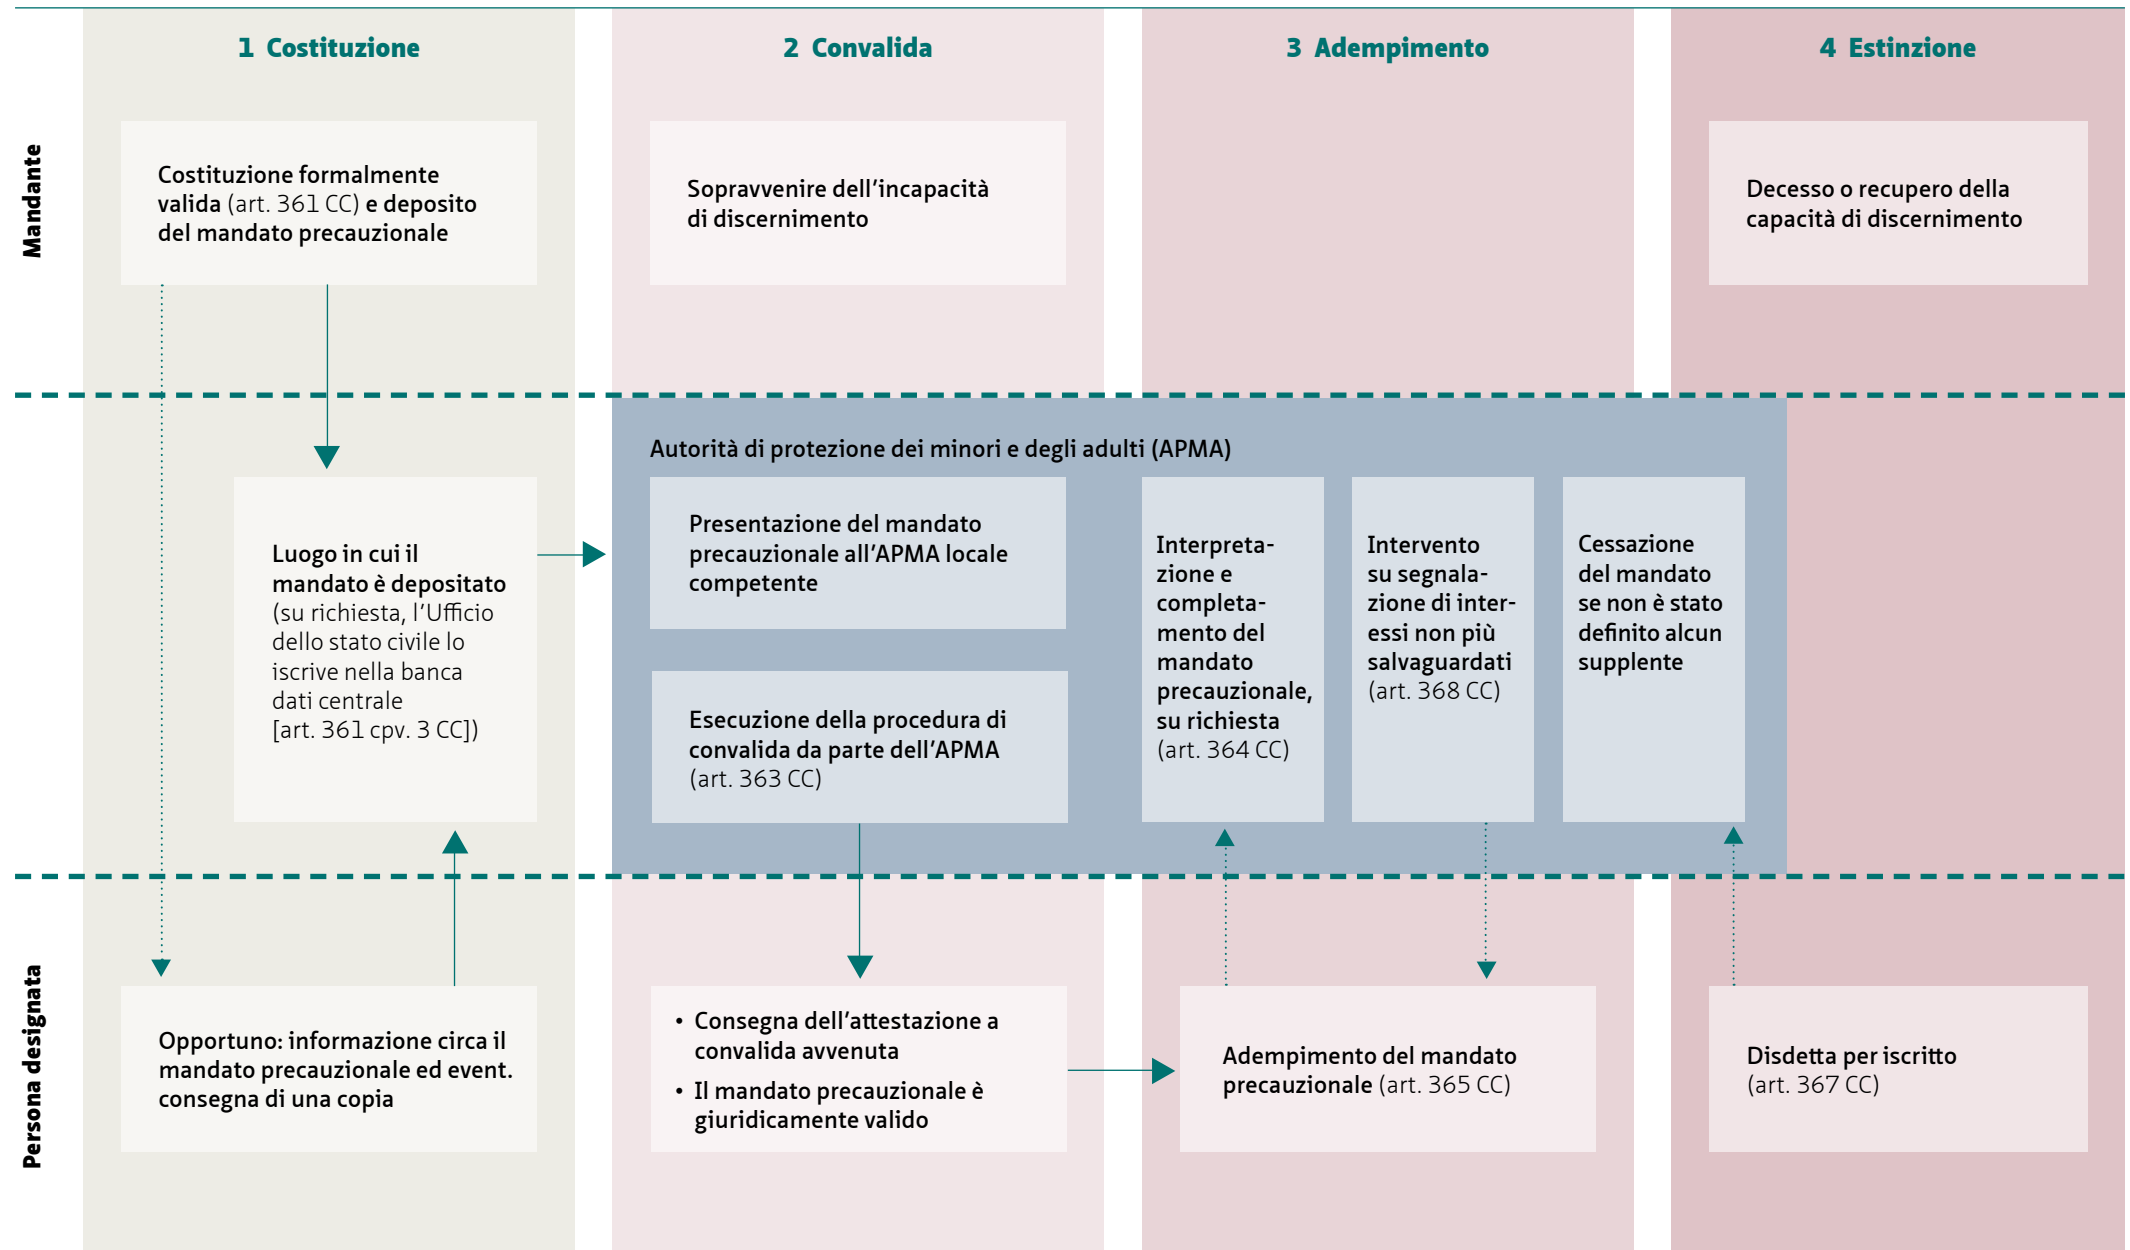 1 Costituzione
2 Convalida
3 Adempimento
4 Estinzione
Mandante
Costituzione formalmente
valida (art. 361 CC) e deposito
del mandato precauzionale
Sopravvenire dell’incapacità
di discernimento
Decesso o recupero della
capacità di discernimento
Luogo in cui il
mandato è depositato
(su richiesta, l’Ufficio
dello stato civile lo
iscrive nella banca
dati centrale
[art. 361 cpv. 3 CC])
Autorità di protezione dei minori e degli adulti (APMA)
Presentazione del mandato
precauzionale all’APMA locale
competente
Esecuzione della procedura di
convalida da parte dell’APMA
(art. 363 CC)
Interpreta-
zione e
completa-
mento del
mandato
precauzionale,
su richiesta
(art. 364 CC)
Intervento
su segnala-
zione di inter-
essi non più
salvaguardati
(art. 368 CC)
Cessazione
del mandato
se non è stato
definito alcun
supplente
Persona designata
Opportuno: informazione circa il
mandato precauzionale ed event.
consegna di una copia
• Consegna dell’attestazione a
convalida avvenuta
• Il mandato precauzionale è
giuridicamente valido
Adempimento del mandato
precauzionale (art. 365 CC)
Disdetta per iscritto
(art. 367 CC)